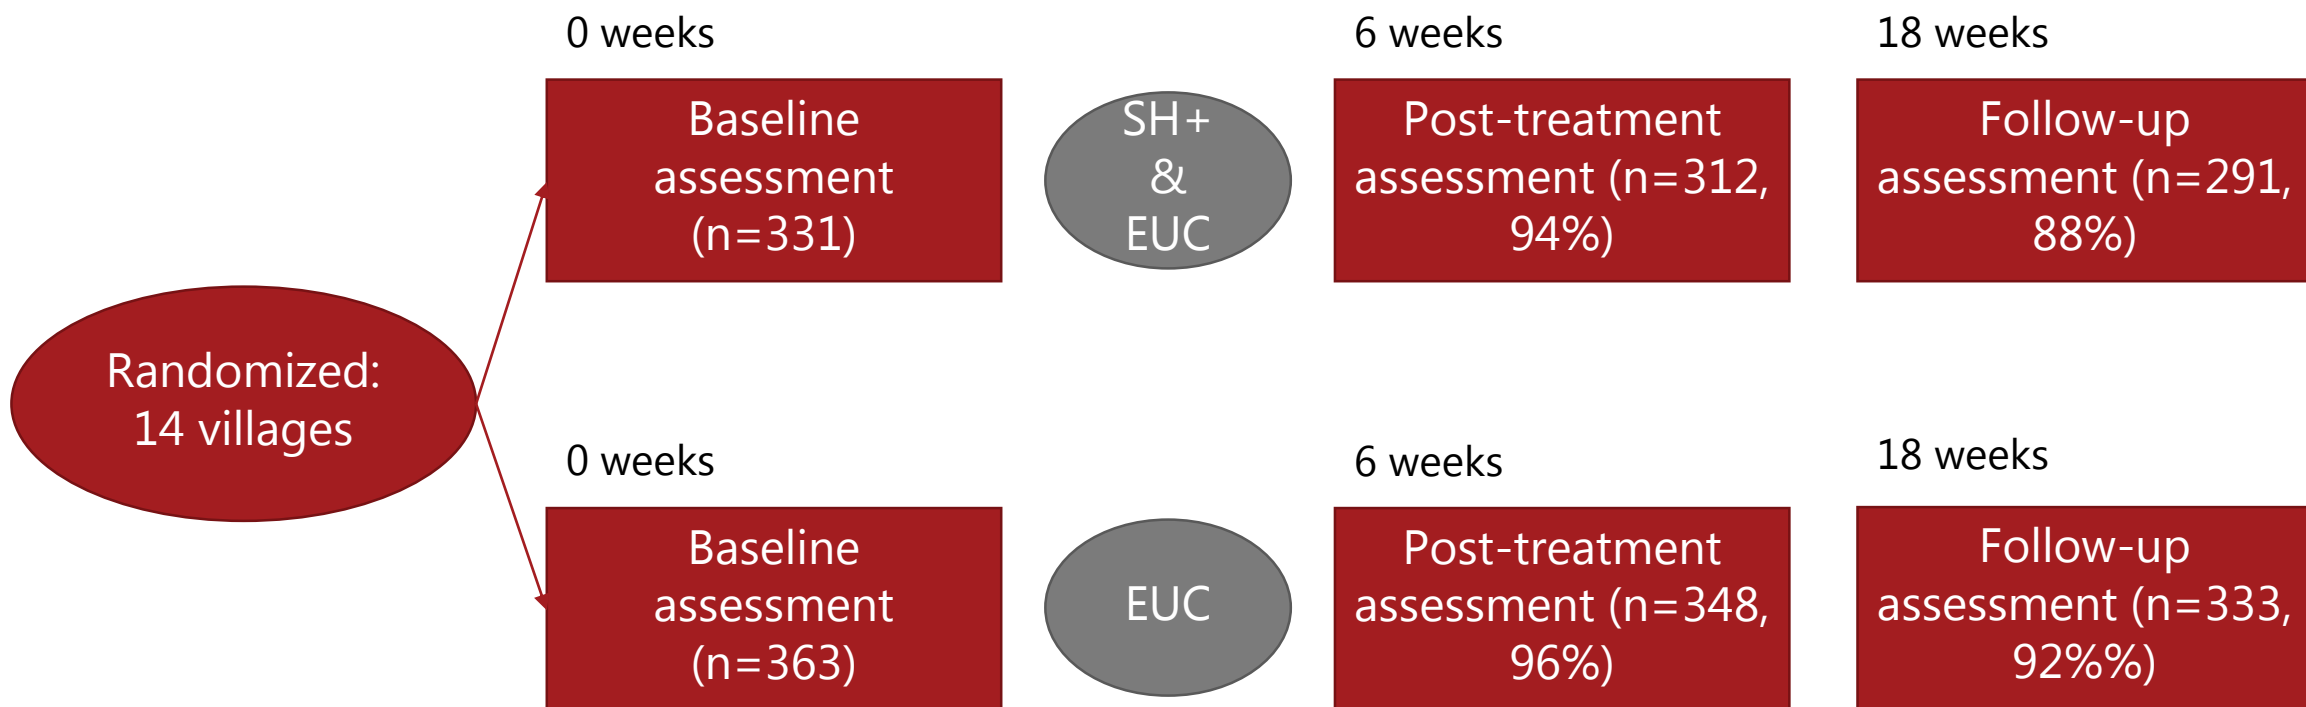 0 weeks
6 weeks
18 weeks
Baseline
assessment
(n=331)
SH+
&
EUC
Post-treatment
assessment (n=312,
94%)
Follow-up
assessment (n=291,
88%)
Randomized:
14 villages
0 weeks
6 weeks
18 weeks
Baseline
assessment
(n=363)
EUC
Post-treatment
assessment (n=348,
96%)
Follow-up
assessment (n=333,
92%%)